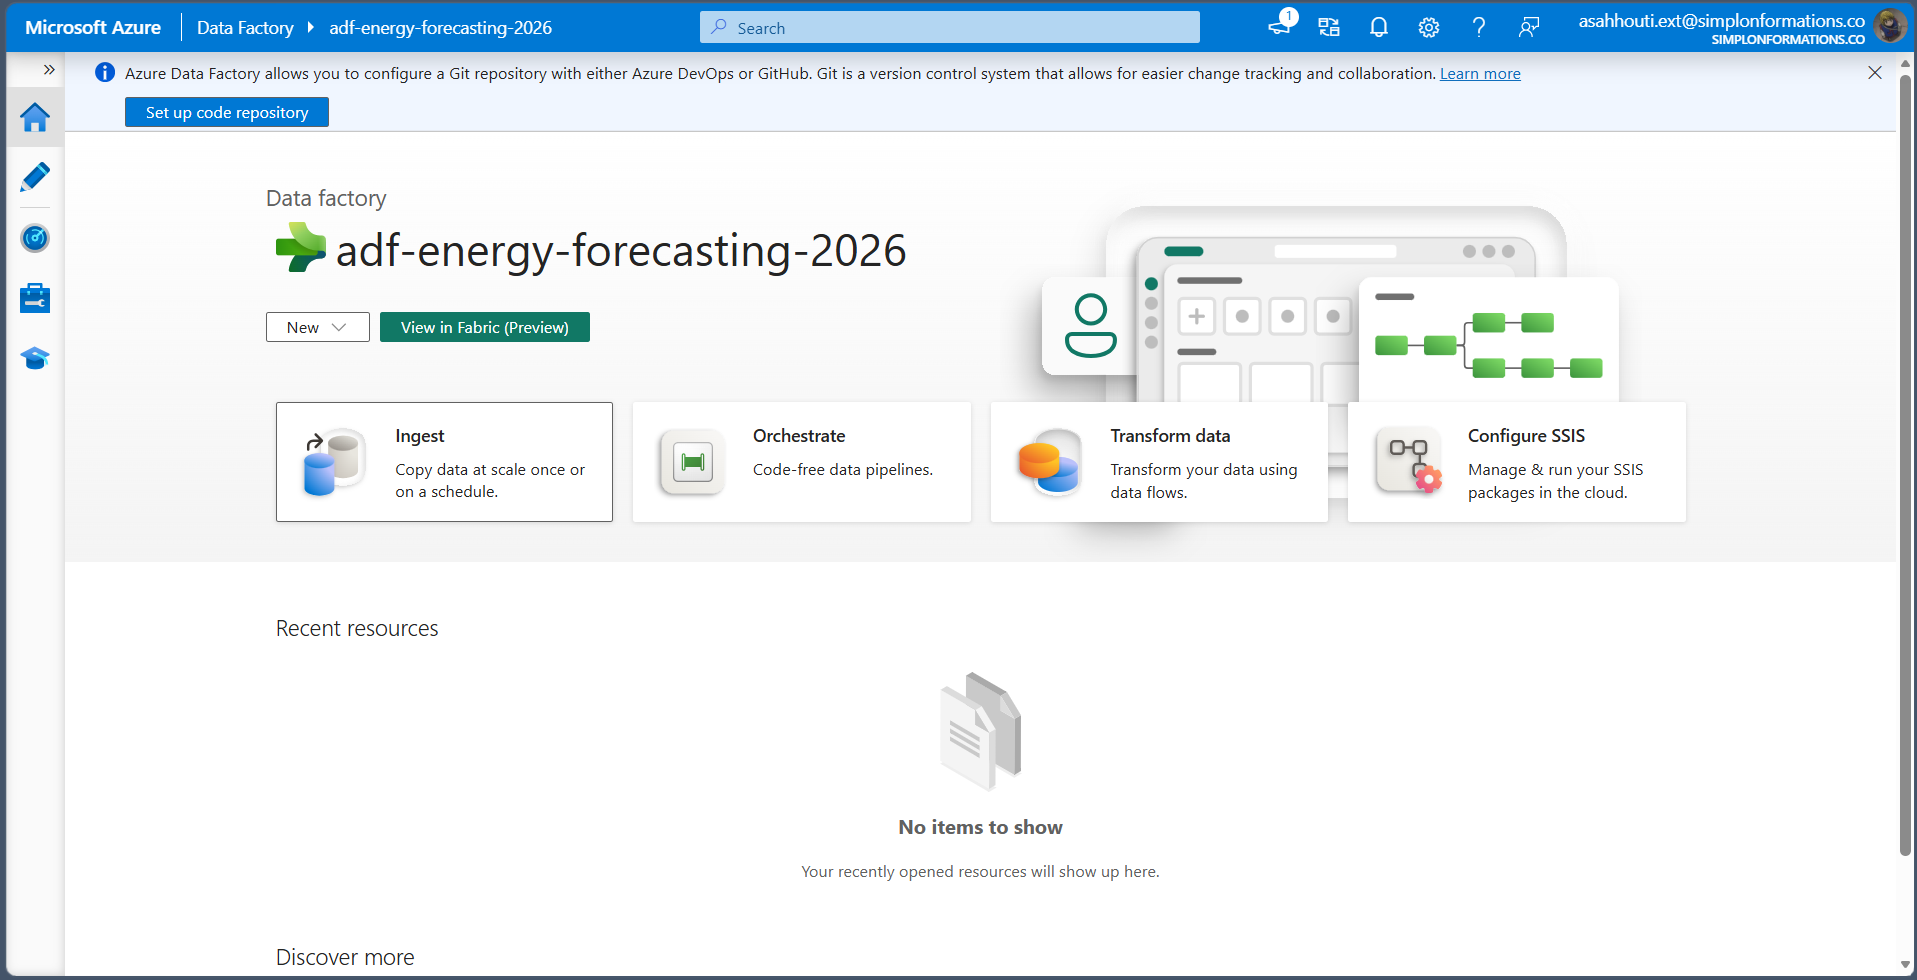 Microsoft Azure
Data Factory
adf-energy-forecasting-2026
Search
1
asahhouti.ext@simplonformations.co
SIMPLONFORMATIONS.CO
Azure Data Factory allows you to configure a Git repository with either Azure DevOps or GitHub. Git is a version control system that allows for easier change tracking and collaboration. Learn more
Set up code repository
Data factory
adf-energy-forecasting-2026
New
View in Fabric (Preview)
Ingest
Copy data at scale once or
on a schedule.
Orchestrate
Code-free data pipelines.
Transform data
Transform your data using
data flows.
Configure SSIS
Manage & run your SSIS
packages in the cloud.
Recent resources
No items to show
Your recently opened resources will show up here.
Discover more